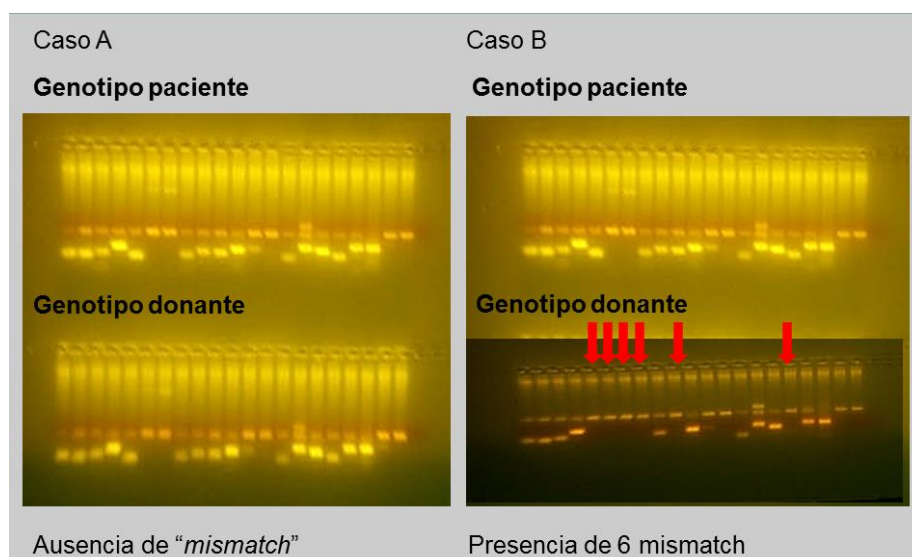 Caso A
Genotipo paciente
Genotipo donante
Ausencia de “mismatch”
Caso B
Genotipo paciente
Genotipo donante
Presencia de 6 mismatch